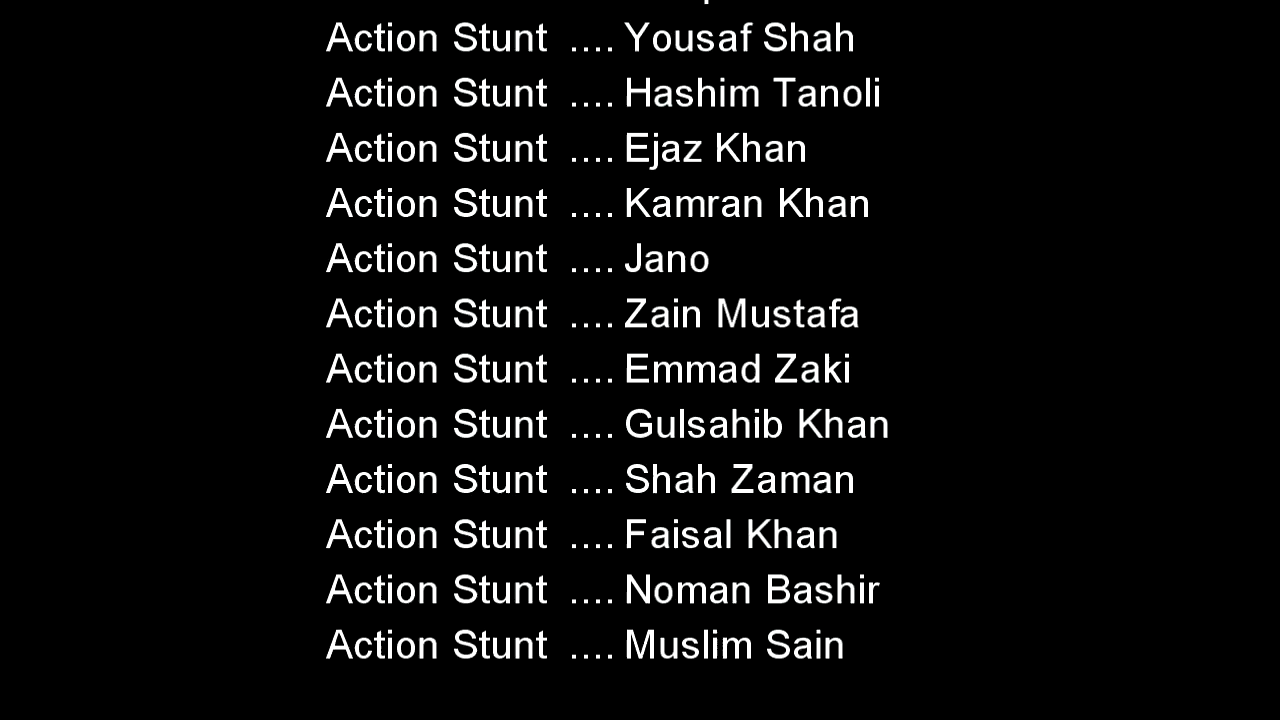 Action Stunt .... Yousaf Shah
Action Stunt .... Hashim Tanoli
Action Stunt .... Ejaz Khan
Action Stunt .... Kamran Khan
Action Stunt .... Jano
Action Stunt .... Zain Mustafa
Action Stunt .... Emmad Zaki
Action Stunt .... Gulsahib Khan
Action Stunt .... Shah Zaman
Action Stunt .... Faisal Khan
Action Stunt .... Noman Bashir
Action Stunt .... Muslim Sain